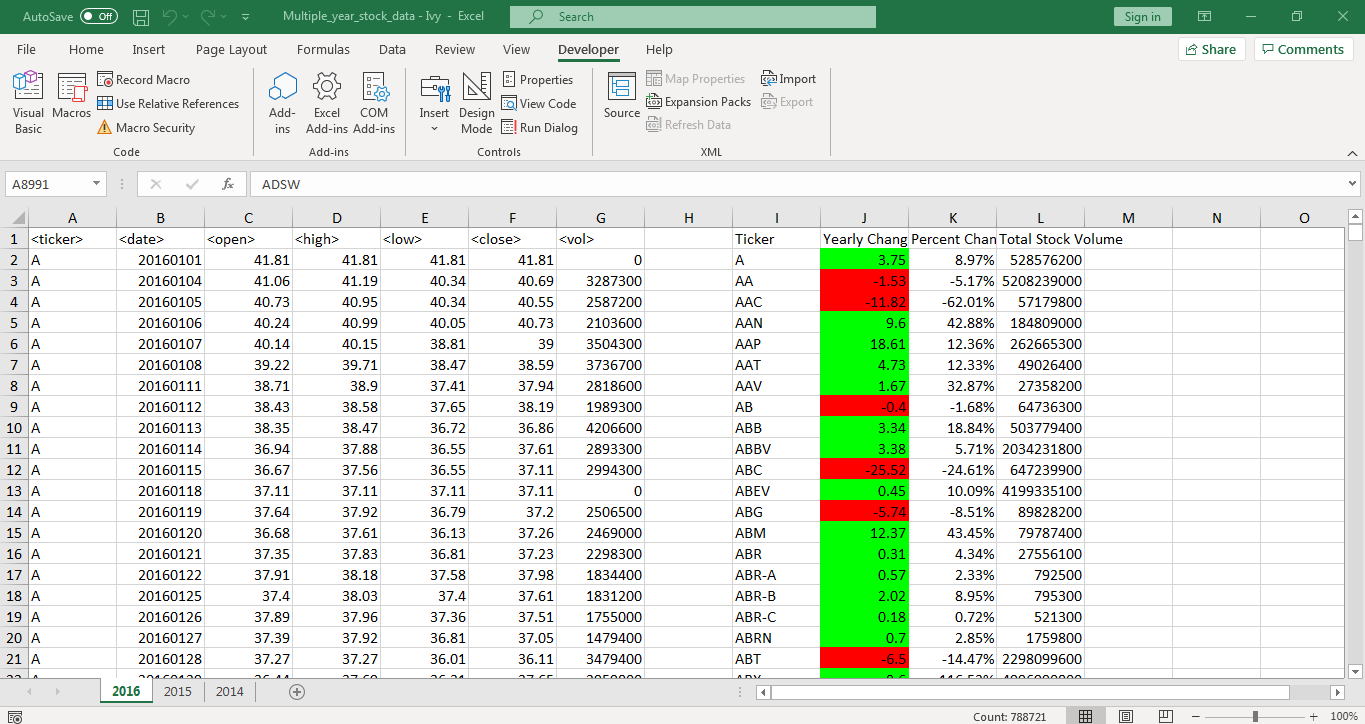 AutoSave Off Multiple_year_stock_data - Ivy - Excel Search Sign in
File Home Insert Page Layout Formulas Data Review View Developer Help Share Comments
Visual Basic
Macros
Record Macro
Use Relative References
Macro Security
Code
Add-ins
Excel Add-ins
COM Add-ins
Add-ins
Insert
Design Mode
Properties
View Code
Run Dialog
Controls
Source
Map Properties
Expansion Packs
Refresh Data
Import
Export
XML
A8991 fx ADSW
A B C D E F G H I J K L M N O
1 <ticker> <date> <open> <high> <low> <close> <vol> Ticker Yearly Chang Percent Chan Total Stock Volume
2 A 20160101 41.81 41.81 41.81 41.81 0 A 3.75 8.97% 528576200
3 A 20160104 41.06 41.19 40.34 40.69 3287300 AA -1.53 -5.17% 5208239000
4 A 20160105 40.73 40.95 40.34 40.55 2587200 AAC -11.82 -62.01% 57179800
5 A 20160106 40.24 40.99 40.05 40.73 2103600 AAN 9.6 42.88% 184809000
6 A 20160107 40.14 40.15 38.81 39 3504300 AAP 18.61 12.36% 262665300
7 A 20160108 39.22 39.71 38.47 38.59 3736700 AAT 4.73 12.33% 49026400
8 A 20160111 38.71 38.9 37.41 37.94 2818600 AAV 1.67 32.87% 27358200
9 A 20160112 38.43 38.58 37.65 38.19 1989300 AB -0.4 -1.68% 64736300
10 A 20160113 38.35 38.47 36.72 36.86 4206600 ABB 3.34 18.84% 503779400
11 A 20160114 36.94 37.88 36.55 37.61 2893300 ABBV 3.38 5.71% 2034231800
12 A 20160115 36.67 37.56 36.55 37.11 2994300 ABC -25.52 -24.61% 647239900
13 A 20160118 37.11 37.11 37.11 37.11 0 ABEV 0.45 10.09% 4199335100
14 A 20160119 37.64 37.92 36.79 37.2 2506500 ABG -5.74 -8.51% 89828200
15 A 20160120 36.68 37.61 36.13 37.26 2469000 ABM 12.37 43.45% 79787400
16 A 20160121 37.35 37.83 36.81 37.23 2298300 ABR 0.31 4.34% 27556100
17 A 20160122 37.91 38.18 37.58 37.98 1834400 ABR-A 0.57 2.33% 792500
18 A 20160125 37.4 38.03 37.4 37.61 1831200 ABR-B 2.02 8.95% 795300
19 A 20160126 37.89 37.96 37.36 37.51 1755000 ABR-C 0.18 0.72% 521300
20 A 20160127 37.39 37.92 36.81 37.05 1479400 ABRN 0.7 2.85% 1759800
21 A 20160128 37.27 37.27 36.01 36.11 3479400 ABT -6.5 -14.47% 2298099600
2016 2015 2014
Count: 788721 100%